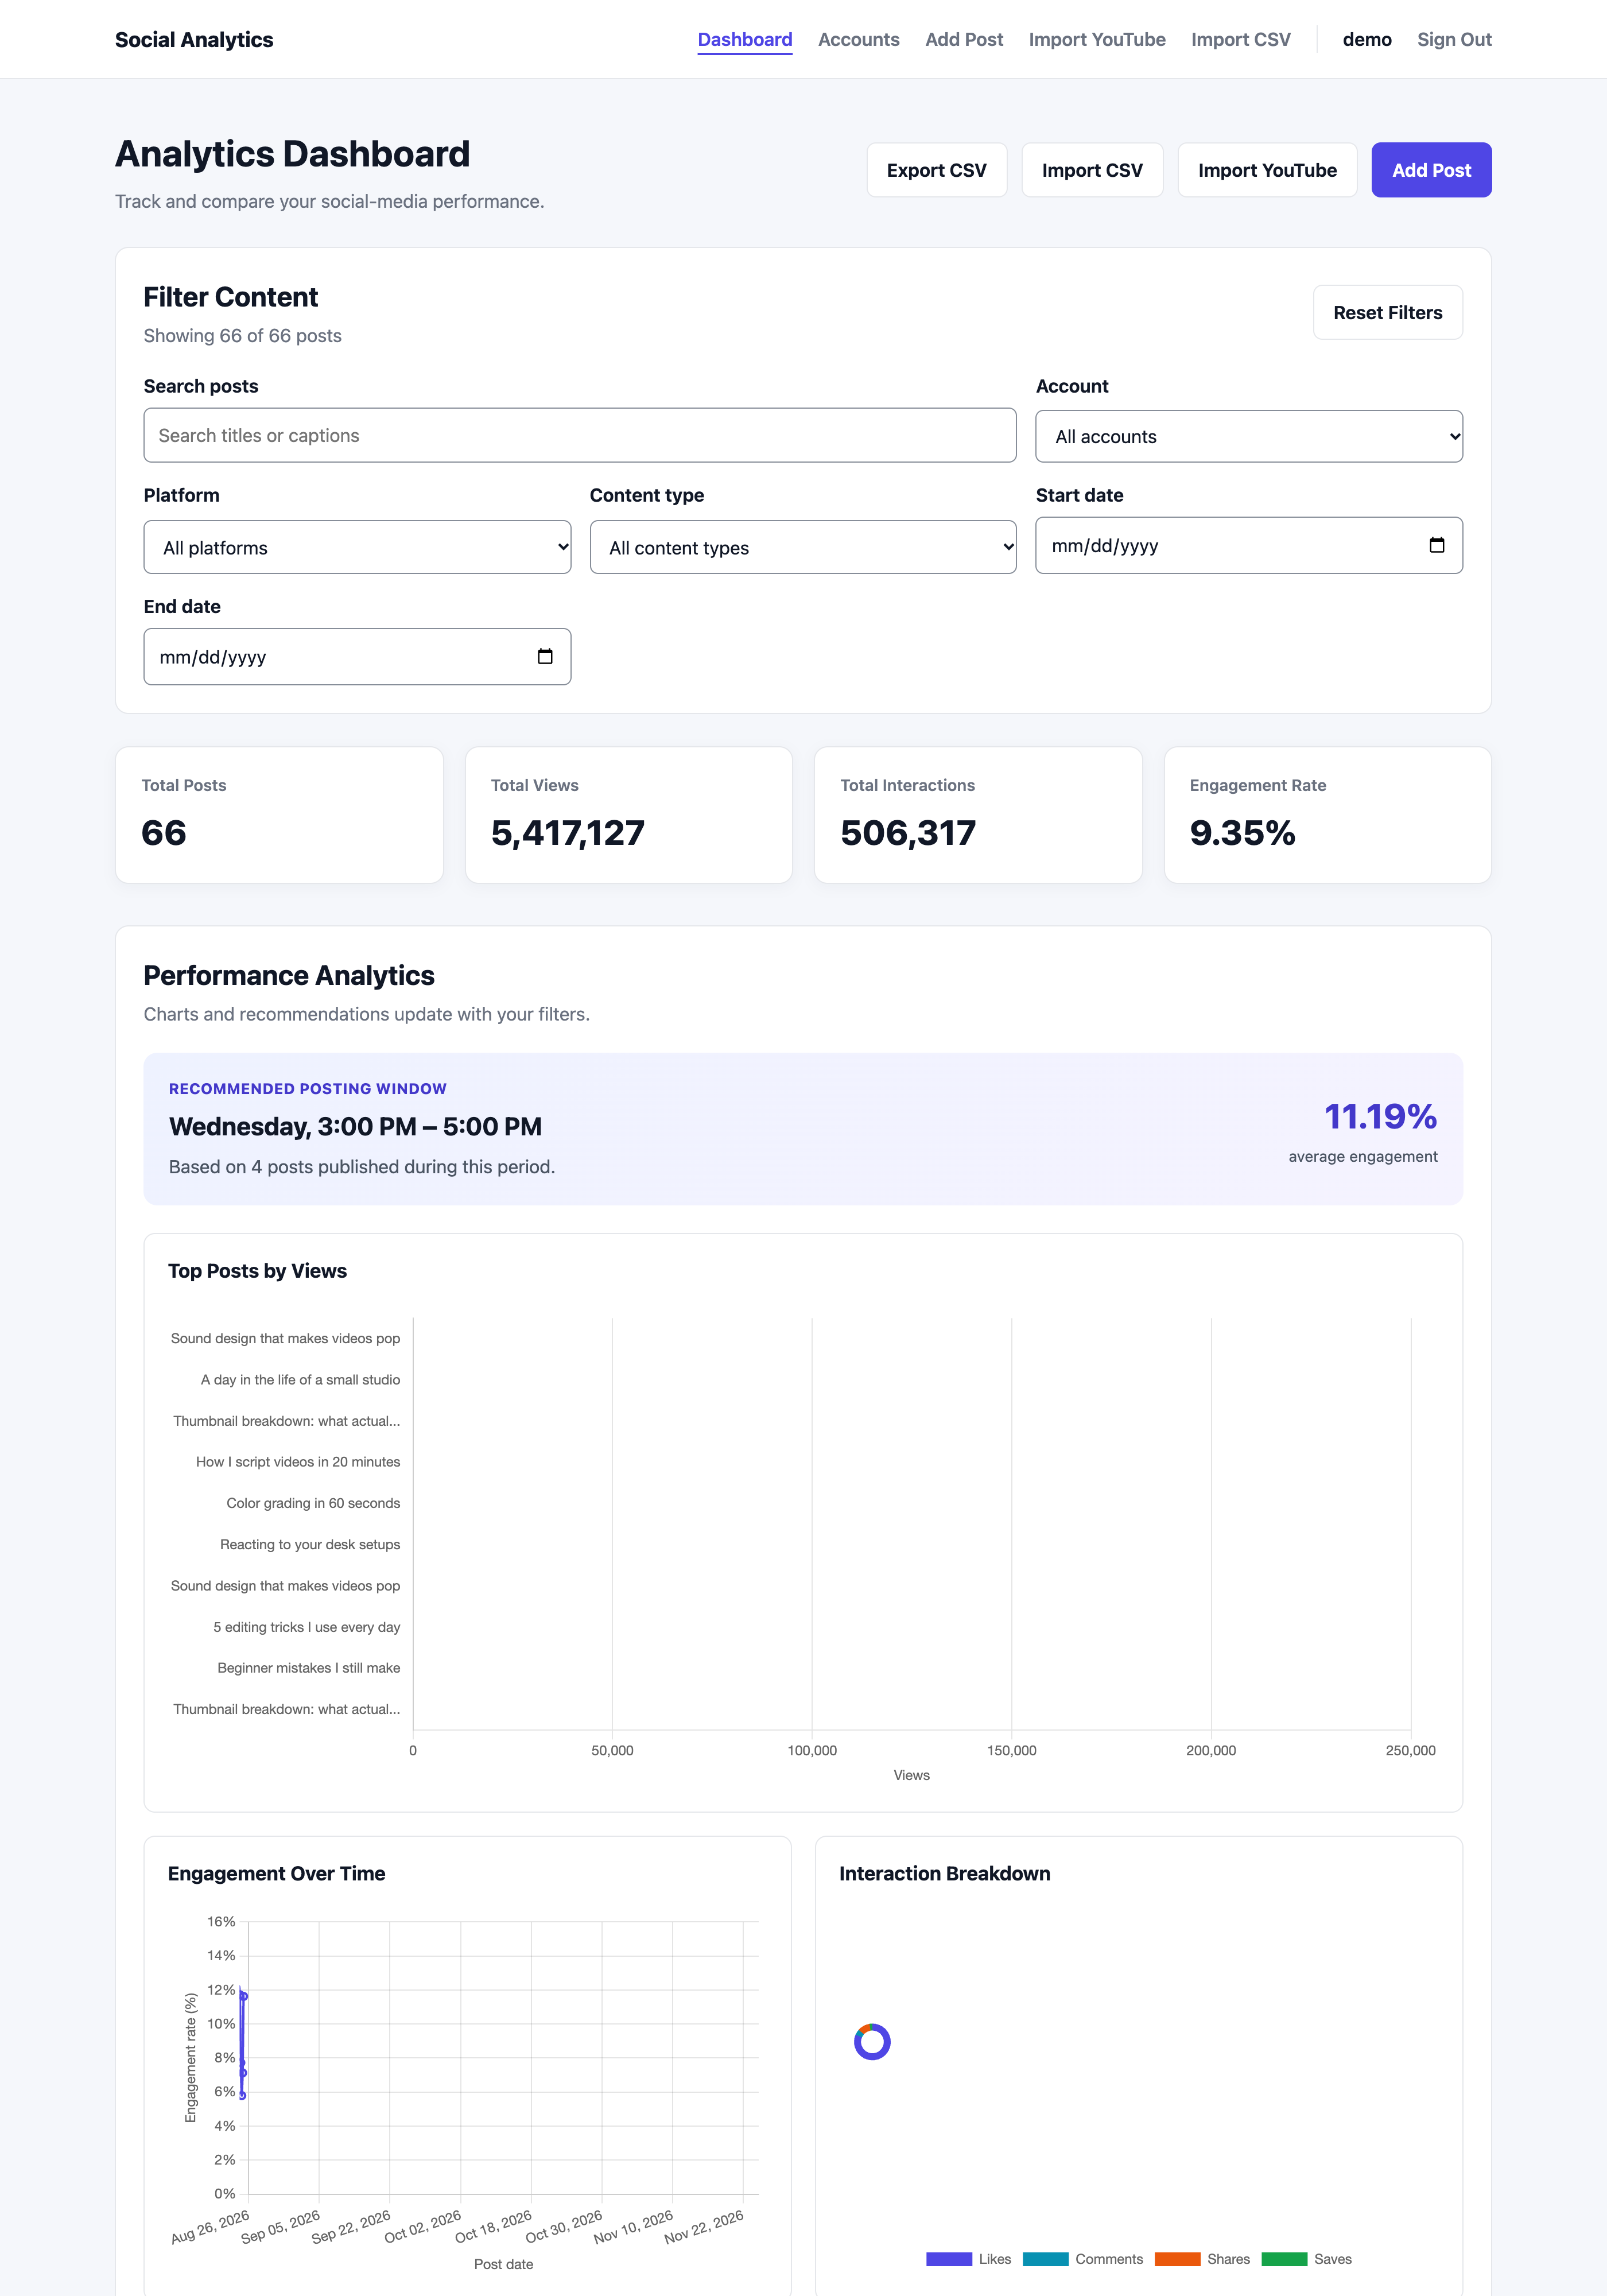 Social Analytics
Dashboard Accounts Add Post Import YouTube Import CSV demo Sign Out
Analytics Dashboard
Track and compare your social-media performance.
Export CSV Import CSV Import YouTube Add Post
Filter Content
Showing 66 of 66 posts
Reset Filters
Search posts
Search titles or captions
Account
All accounts
Platform
All platforms
Content type
All content types
Start date
mm/dd/yyyy
End date
mm/dd/yyyy
Total Posts
66
Total Views
5,417,127
Total Interactions
506,317
Engagement Rate
9.35%
Performance Analytics
Charts and recommendations update with your filters.
RECOMMENDED POSTING WINDOW
Wednesday, 3:00 PM – 5:00 PM
Based on 4 posts published during this period.
11.19%
average engagement
Top Posts by Views
Sound design that makes videos pop
A day in the life of a small studio
Thumbnail breakdown: what actual...
How I script videos in 20 minutes
Color grading in 60 seconds
Reacting to your desk setups
Sound design that makes videos pop
5 editing tricks I use every day
Beginner mistakes I still make
Thumbnail breakdown: what actual...
0 50,000 100,000 150,000 200,000 250,000
Views
Engagement Over Time
16%
14%
12%
10%
8%
6%
4%
2%
0%
Engagement rate (%)
Aug 26, 2026 Sep 05, 2026 Sep 22, 2026 Oct 02, 2026 Oct 18, 2026 Oct 30, 2026 Nov 10, 2026 Nov 22, 2026
Post date
Interaction Breakdown
Likes Comments Shares Saves